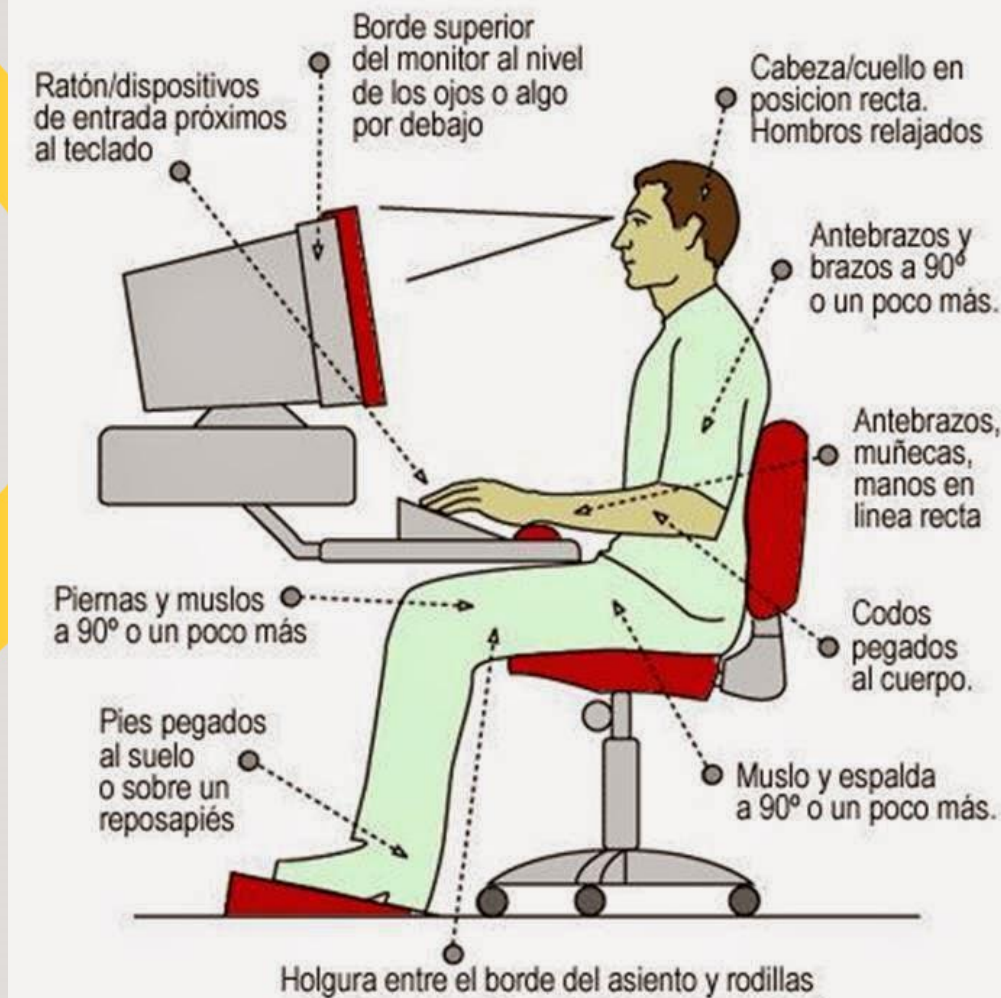 Borde superior
del monitor al nivel
de los ojos o algo
por debajo
Ratón/dispositivos
de entrada próximos
al teclado
Cabeza/cuello en
posicion recta.
Hombros relajados
Antebrazos y
brazos a 90º
o un poco más.
Antebrazos,
muñecas,
manos en
linea recta
Piernas y muslos
a 90º o un poco más
Codos
pegados
al cuerpo.
Pies pegados
al suelo
o sobre un
reposapiés
Muslo y espalda
a 90º o un poco más.
Holgura entre el borde del asiento y rodillas